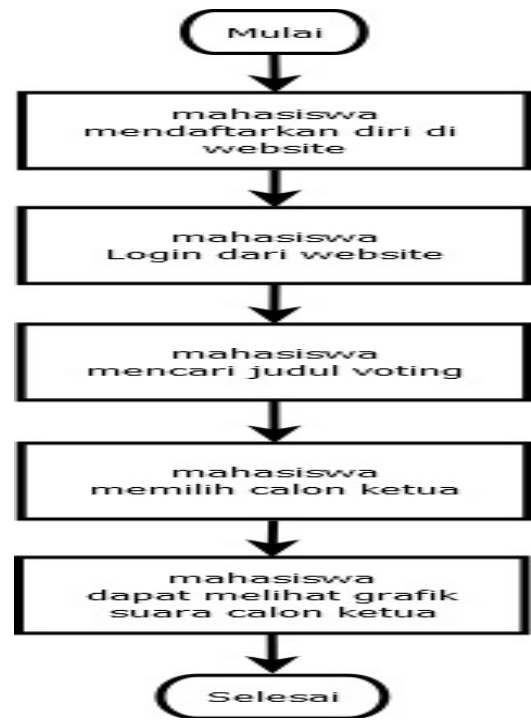 Mulai
mahasiswa
mendaftarkan diri di
website
mahasiswa
Login dari website
mahasiswa
mencari judul voting
mahasiswa
memilih calon ketua
mahasiswa
dapat melihat grafik
suara calon ketua
Selesai